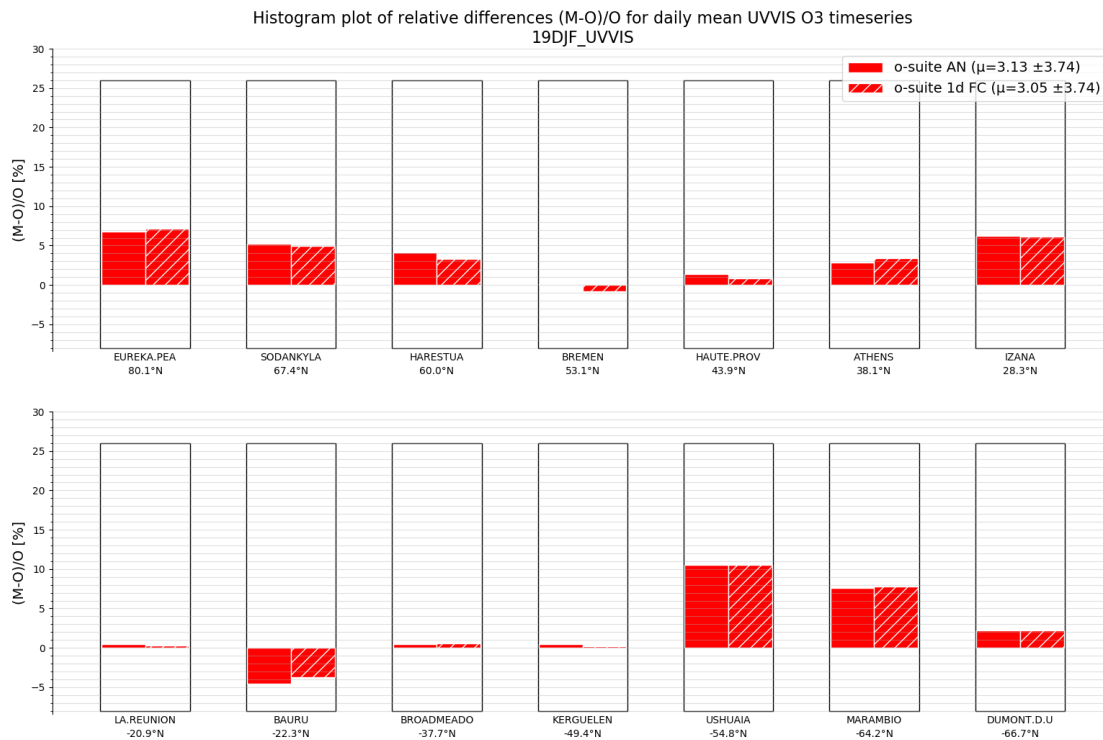 Histogram plot of relative differences (M-O)/O for daily mean UVVIS O3 timeseries
19DJF_UVVIS
o-suite AN (μ=3.13 ±3.74)
o-suite 1d FC (μ=3.05 ±3.74)
(M-O)/O [%]
30
25
20
15
10
5
0
−5
EUREKA.PEA SODANKYLA HARESTUA BREMEN HAUTE.PROV ATHENS IZANA
80.1°N 67.4°N 60.0°N 53.1°N 43.9°N 38.1°N 28.3°N
(M-O)/O [%]
30
25
20
15
10
5
0
−5
LA.REUNION BAURU BROADMEADO KERGUELEN USHUAIA MARAMBIO DUMONT.D.U
-20.9°N -22.3°N -37.7°N -49.4°N -54.8°N -64.2°N -66.7°N